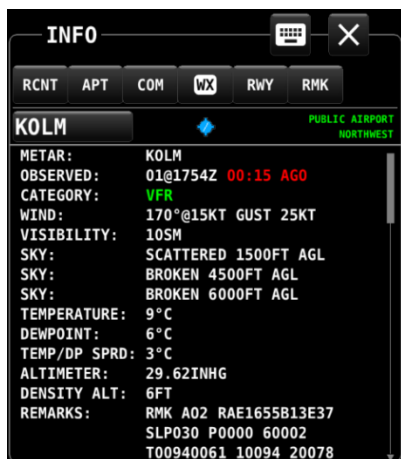 INFO
RCNT APT COM WX RWY RMK
KOLM
PUBLIC AIRPORT
NORTHWEST
METAR: KOLM
OBSERVED: 01@1754Z 00:15 AGO
CATEGORY: VFR
WIND: 170°@15KT GUST 25KT
VISIBILITY: 10SM
SKY: SCATTERED 1500FT AGL
SKY: BROKEN 4500FT AGL
SKY: BROKEN 6000FT AGL
TEMPERATURE: 9°C
DEWPOINT: 6°C
TEMP/DP SPRD: 3°C
ALTIMETER: 29.62INHG
DENSITY ALT: 6FT
REMARKS: RMK AO2 RAE1655B13E37
SLP030 P0000 60002
T00940061 10094 20078